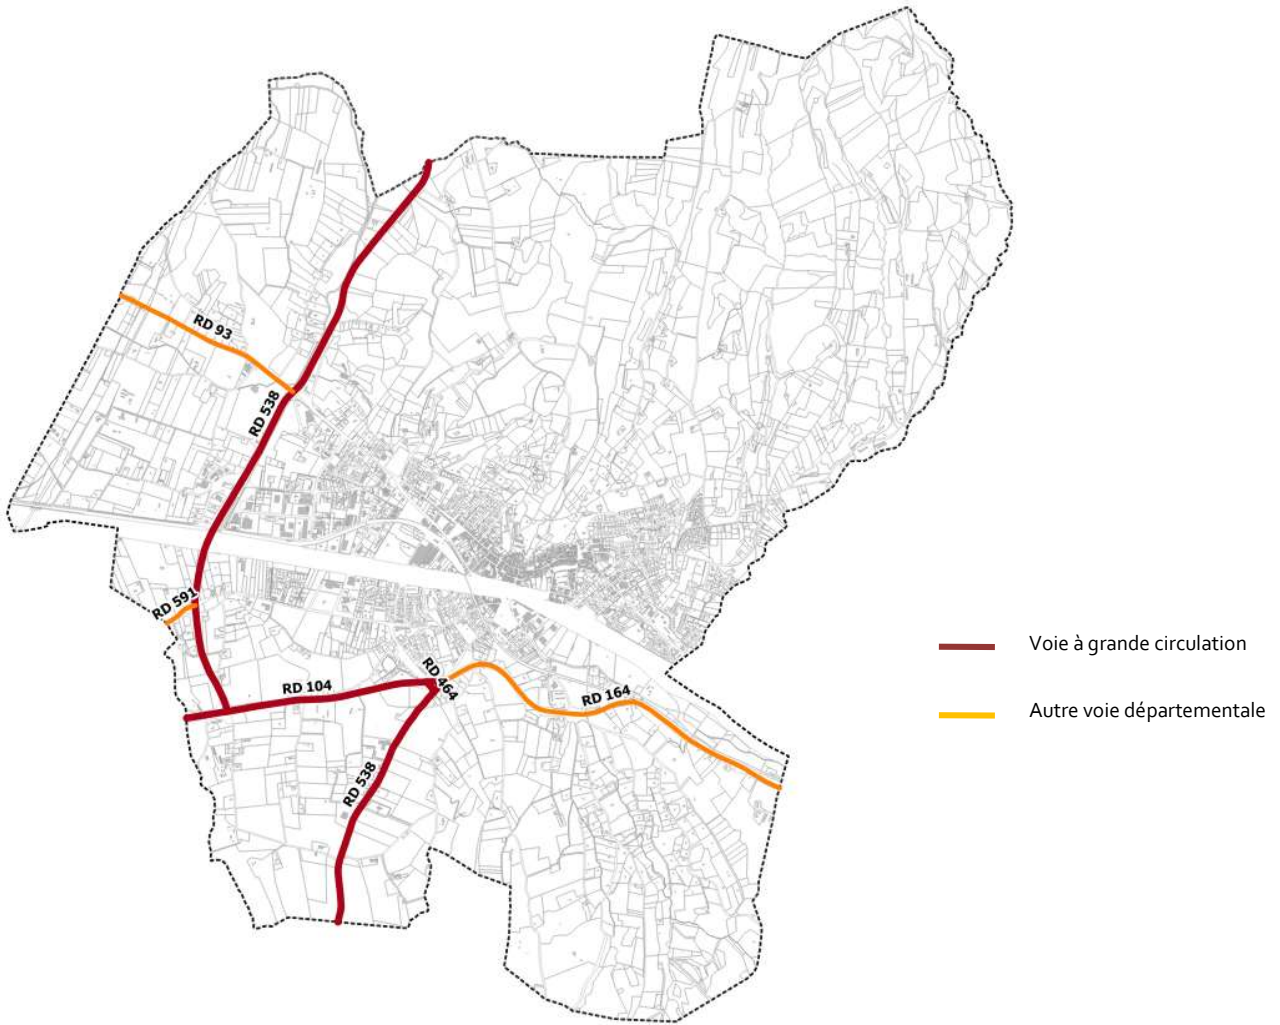 RD 93
RD 538
RD 591
RD 104
RD 464
RD 164
RD 538
Voie à grande circulation
Autre voie départementale